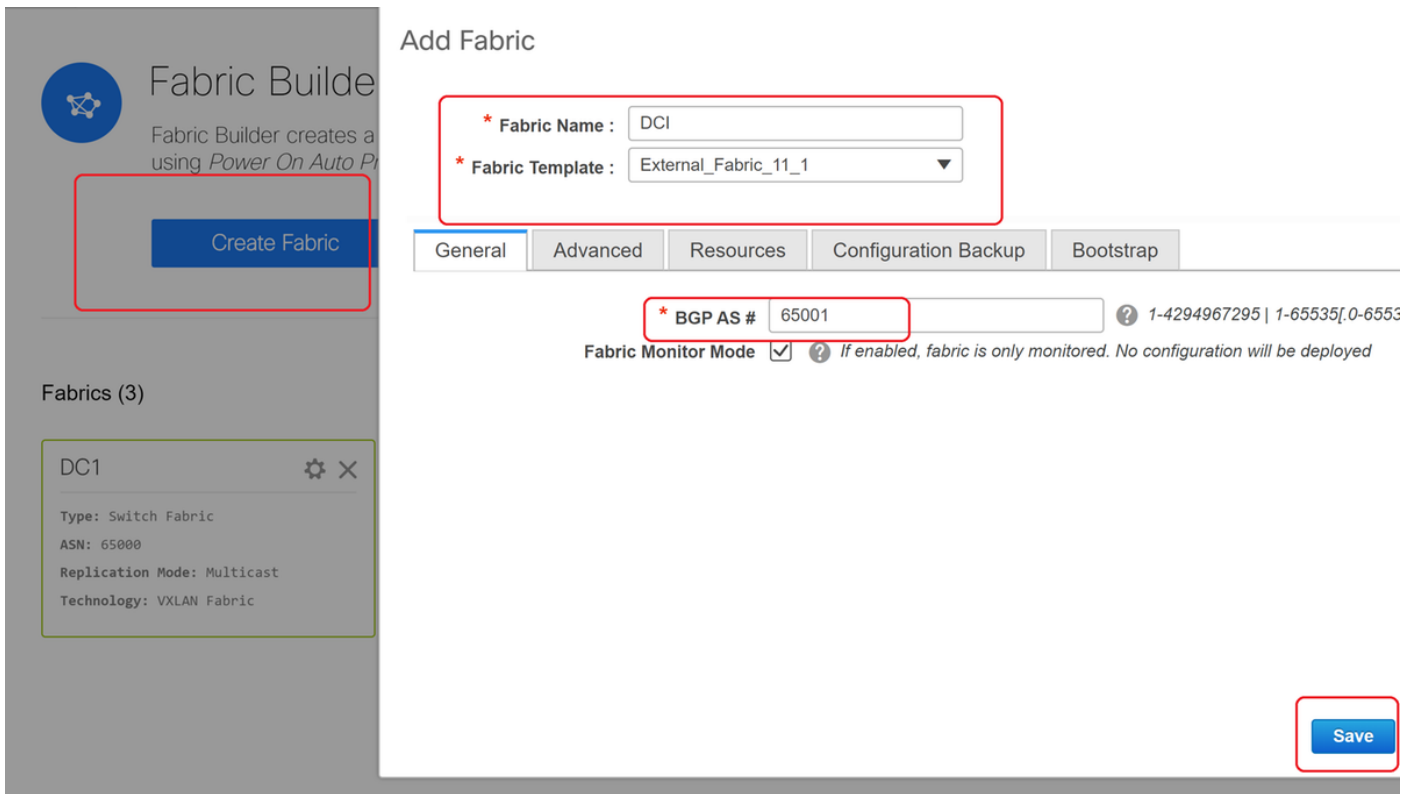 Add Fabric
Fabric Builde
Fabric Builder creates a
using Power On Auto Pr
Create Fabric
* Fabric Name : DCI
* Fabric Template : External_Fabric_11_1
General Advanced Resources Configuration Backup Bootstrap
* BGP AS # 65001 ? 1-4294967295 | 1-65535[.0-6553
Fabric Monitor Mode ? If enabled, fabric is only monitored. No configuration will be deployed
Fabrics (3)
DC1
Type: Switch Fabric
ASN: 65000
Replication Mode: Multicast
Technology: VXLAN Fabric
Save